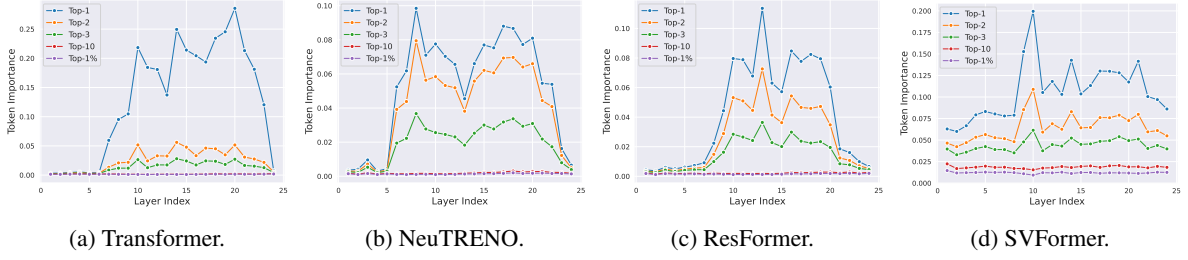 Token Importance
0.25
0.20
0.15
0.10
0.05
0.00
Top-1
Top-2
Top-3
Top-10
Top-1%
0 5 10 15 20 25
Layer Index
(a) Transformer.
Token Importance
0.10
0.08
0.06
0.04
0.02
0.00
Top-1
Top-2
Top-3
Top-10
Top-1%
0 5 10 15 20 25
Layer Index
(b) NeuTRENO.
Token Importance
0.10
0.08
0.06
0.04
0.02
0.00
Top-1
Top-2
Top-3
Top-10
Top-1%
0 5 10 15 20 25
Layer Index
(c) ResFormer.
Token Importance
0.200
0.175
0.150
0.125
0.100
0.075
0.050
0.025
0.000
Top-1
Top-2
Top-3
Top-10
Top-1%
0 5 10 15 20 25
Layer Index
(d) SVFormer.